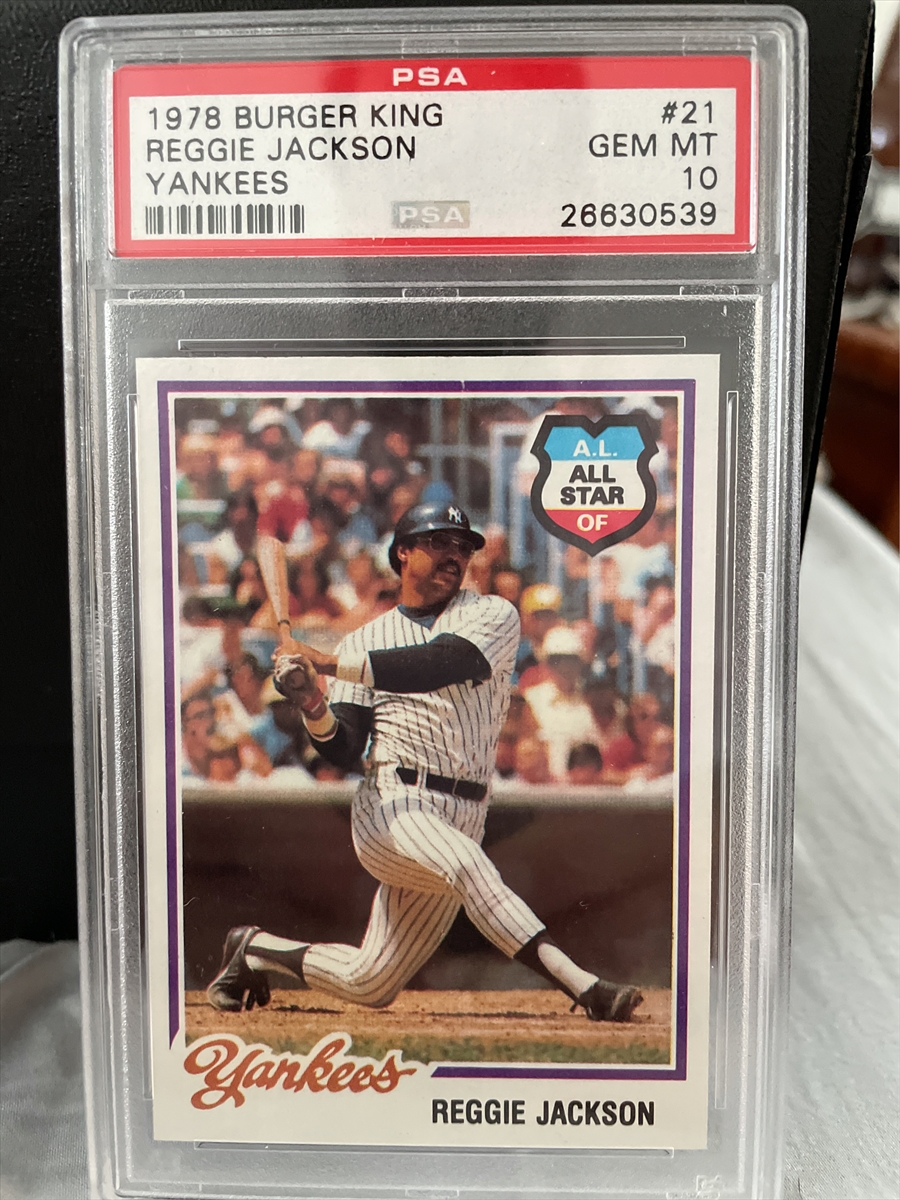 PSA
1978 BURGER KING #21
REGGIE JACKSON GEM MT
YANKEES 10
PSA 26630539
A.L.
ALL
STAR
OF
NY
Yankees
REGGIE JACKSON